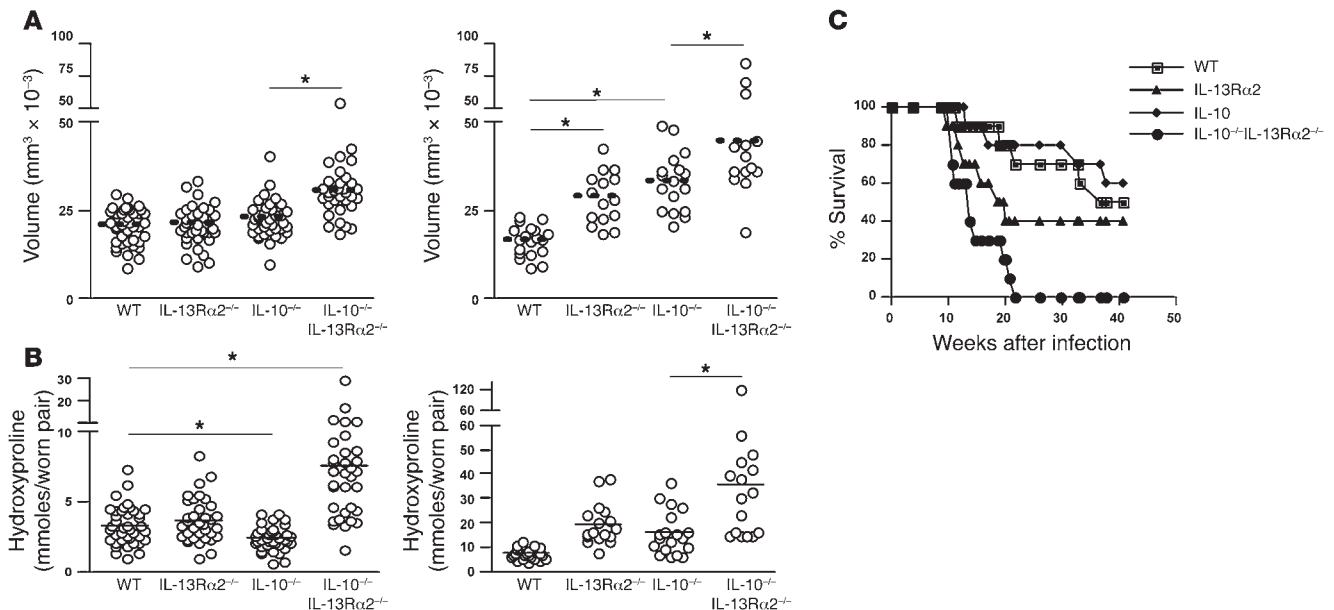 A
Volume (mm³ × 10⁻³)
100
75
50
50
25
0
*
WT
IL-13Rα2⁻/⁻
IL-10⁻/⁻
IL-10⁻/⁻
IL-13Rα2⁻/⁻
Volume (mm³ × 10⁻³)
100
75
50
50
25
0
*
*
*
WT
IL-13Rα2⁻/⁻
IL-10⁻/⁻
IL-10⁻/⁻
IL-13Rα2⁻/⁻
B
Hydroxyproline
(mmoles/worn pair)
30
20
10
5
0
*
*
WT
IL-13Rα2⁻/⁻
IL-10⁻/⁻
IL-10⁻/⁻
IL-13Rα2⁻/⁻
Hydroxyproline
(mmoles/worn pair)
120
60
60
50
40
30
20
10
0
*
WT
IL-13Rα2⁻/⁻
IL-10⁻/⁻
IL-10⁻/⁻
IL-13Rα2⁻/⁻
C
WT
IL-13Rα2
IL-10
IL-10⁻/⁻IL-13Rα2⁻/⁻
% Survival
100
80
60
40
20
0
0 10 20 30 40 50
Weeks after infection